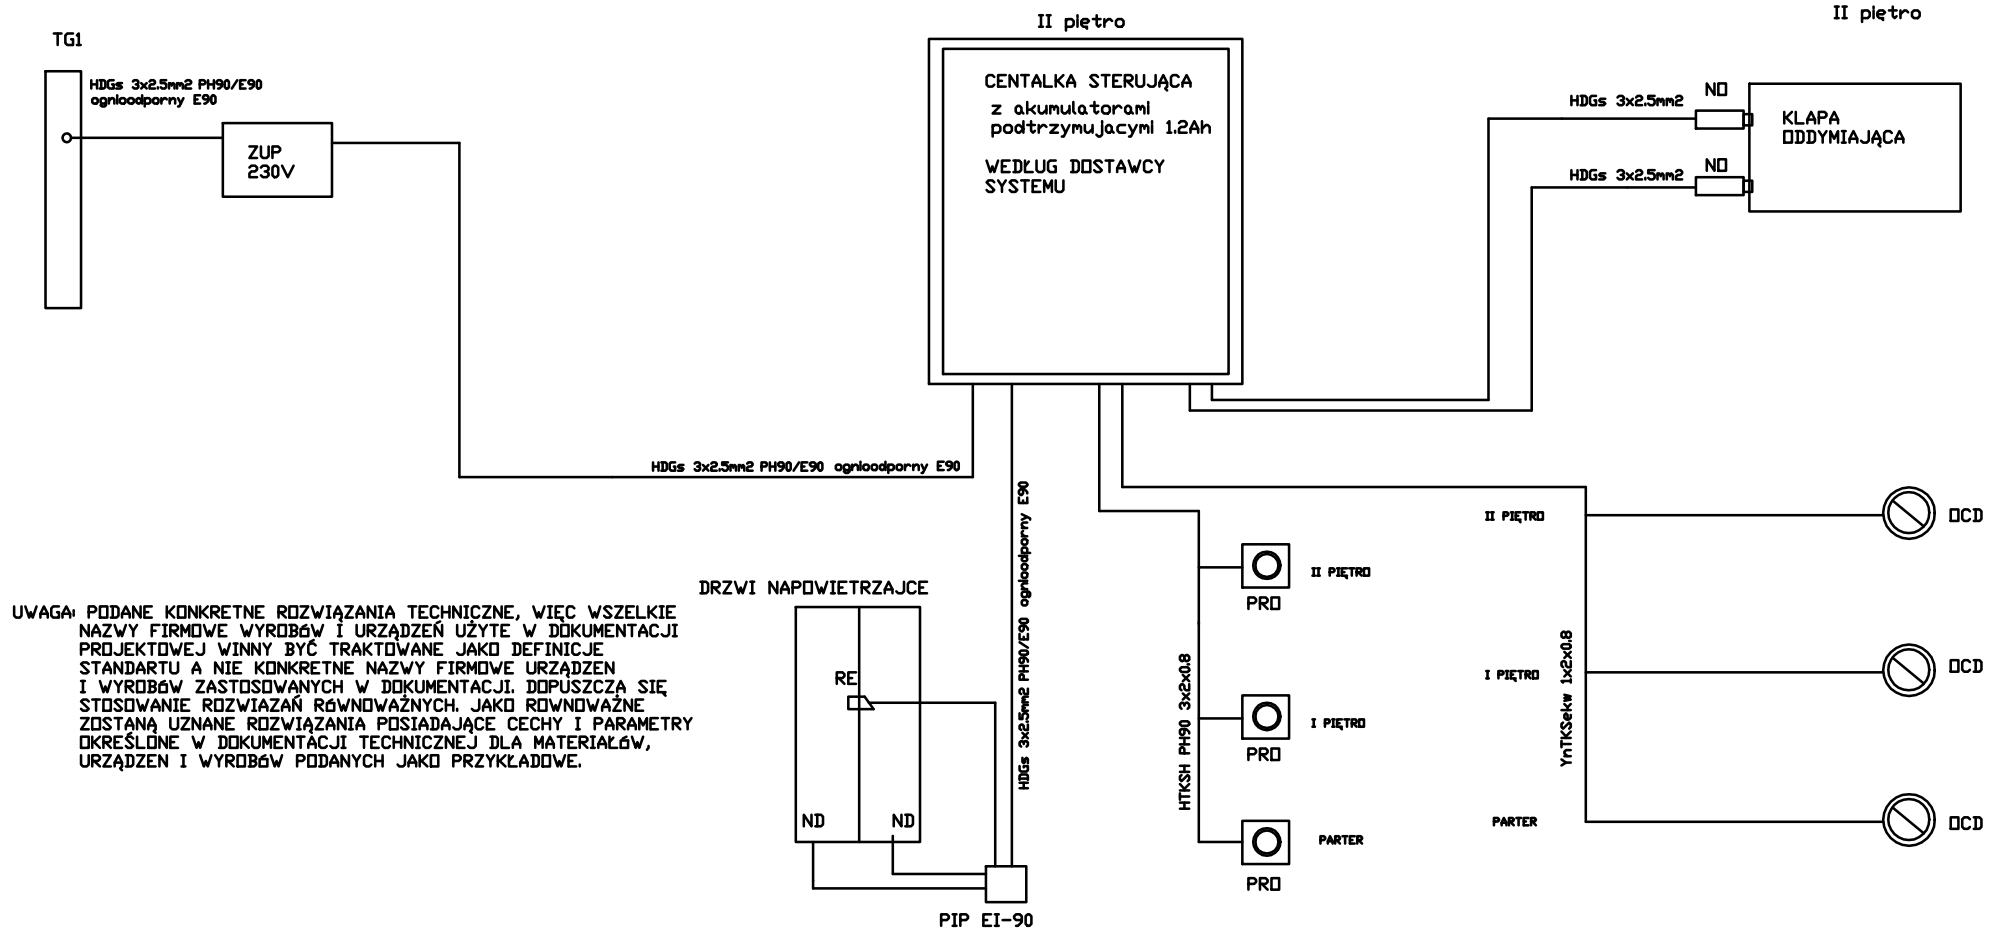 II piętro
II piętro
TG1
HDGs 3x2.5mm2 PH90/E90
ognioodporny E90
ZUP
230V
CENTALKA STERUJĄCA
z akumulatorami
podtrzymujacymi 1.2Ah
WEDŁUG DOSTAWCY
SYSTEMU
HDGs 3x2.5mm2
NO
HDGs 3x2.5mm2
NO
KLAPA
ODDYMIAJĄCA
HDGs 3x2.5mm2 PH90/E90 ognioodporny E90
HDGs 3x2.5mm2 PH90/E90 ognioodporny E90
II PIĘTRO
OCD
II PIĘTRO
PRO
DRZWI NAPOWIETRZAJCE
UWAGA: PODANE KONKRETNE ROZWIĄZANIA TECHNICZNE, WIĘC WSZELKIE
NAZWY FIRMOWE WYROBÓW I URZĄDZEŃ UŻYTE W DOKUMENTACJI
PROJEKTOWEJ WINNY BYĆ TRAKTOWANE JAKO DEFINICJE
STANDARTU A NIE KONKRETNE NAZWY FIRMOWE URZĄDZEN
I WYROBÓW ZASTOSOWANYCH W DOKUMENTACJI. DOPUSZCZA SIĘ
STOSOWANIE ROZWIAZAŃ RÓWNOWAŻNYCH. JAKO ROWNOWAŻNE
ZOSTANĄ UZNANE ROZWIĄZANIA POSIADAJĄCE CECHY I PARAMETRY
OKREŚLONE W DOKUMENTACJI TECHNICZNEJ DLA MATERIAŁÓW,
URZĄDZEN I WYROBÓW PODANYCH JAKO PRZYKŁADOWE.
RE
ND
ND
PIP EI-90
HTKSH PH90 3x2x0.8
I PIĘTRO
PRO
PARTER
PRO
YnTKSekw 1x2x0.8
I PIĘTRO
OCD
PARTER
OCD